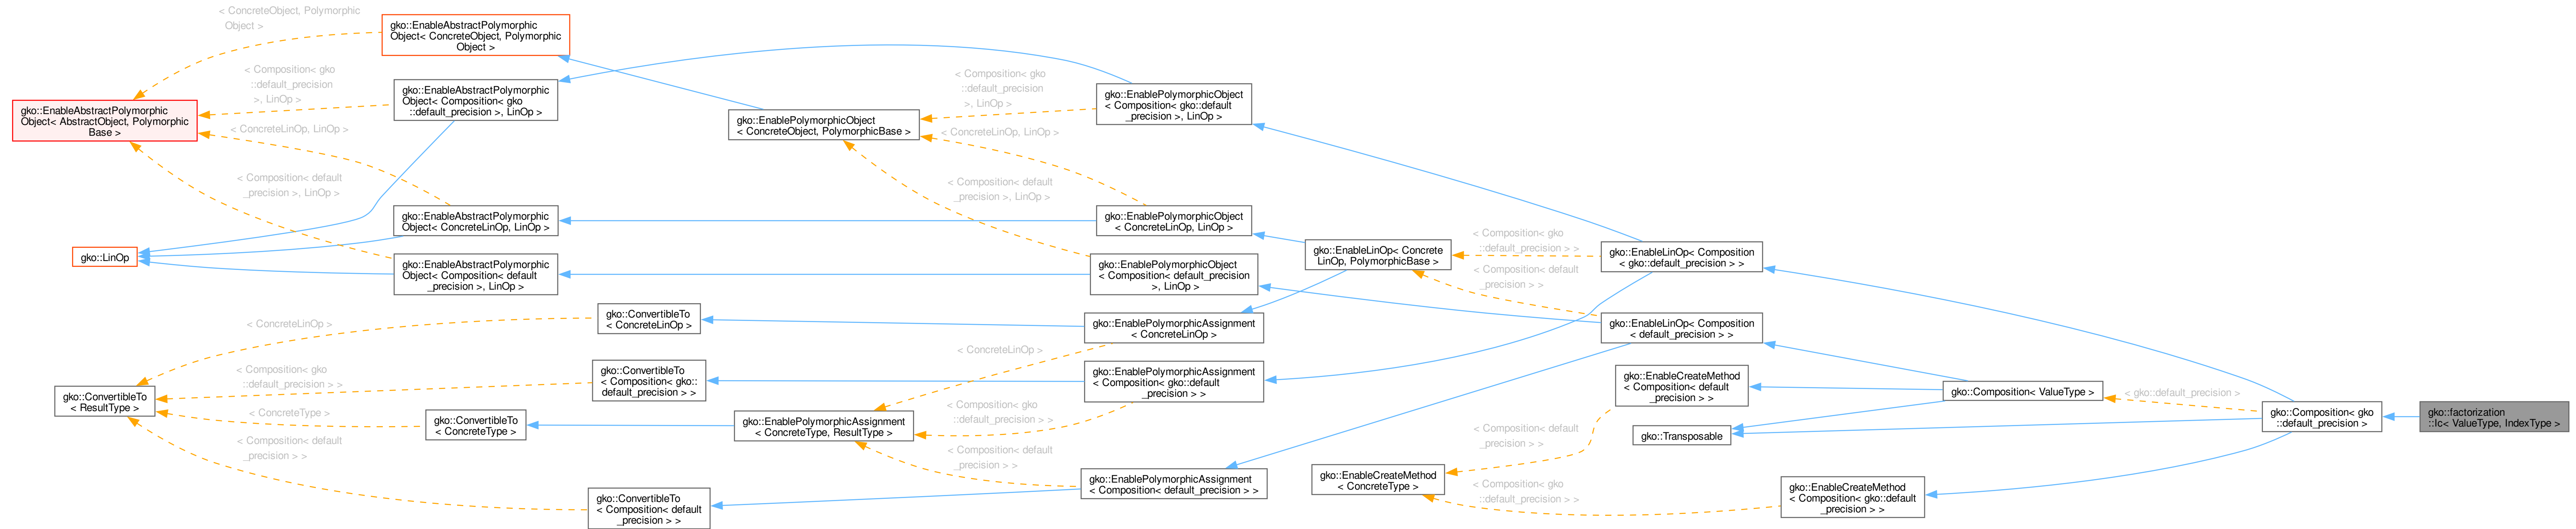 < ConcreteObject, Polymorphic
Object >
gko::EnableAbstractPolymorphic
Object< ConcreteObject, Polymorphic
Object >
< Composition< gko
::default_precision
>, LinOp >
gko::EnableAbstractPolymorphic
Object< Composition< gko
::default_precision >, LinOp >
gko::EnableAbstractPolymorphic
Object< AbstractObject, Polymorphic
Base >
< ConcreteLinOp, LinOp >
< Composition< default
_precision >, LinOp >
gko::EnableAbstractPolymorphic
Object< ConcreteLinOp, LinOp >
gko::LinOp
gko::EnableAbstractPolymorphic
Object< Composition< default
_precision >, LinOp >
gko::EnablePolymorphicObject
< ConcreteObject, PolymorphicBase >
< Composition< gko
::default_precision
>, LinOp >
< ConcreteLinOp, LinOp >
< Composition< default
_precision >, LinOp >
gko::EnablePolymorphicObject
< Composition< gko::default
_precision >, LinOp >
gko::EnablePolymorphicObject
< ConcreteLinOp, LinOp >
gko::EnablePolymorphicObject
< Composition< default_precision
>, LinOp >
gko::EnableLinOp< Concrete
LinOp, PolymorphicBase >
< Composition< gko
::default_precision > >
< Composition< default
_precision > >
gko::EnableLinOp< Composition
< gko::default_precision > >
gko::EnableLinOp< Composition
< default_precision > >
< ConcreteLinOp >
gko::ConvertibleTo
< ConcreteLinOp >
gko::EnablePolymorphicAssignment
< ConcreteLinOp >
< Composition< gko
::default_precision > >
gko::ConvertibleTo
< Composition< gko::
default_precision > >
< ConcreteLinOp >
gko::EnablePolymorphicAssignment
< Composition< gko::default
_precision > >
gko::ConvertibleTo
< ResultType >
< ConcreteType >
gko::ConvertibleTo
< ConcreteType >
gko::EnablePolymorphicAssignment
< ConcreteType, ResultType >
< Composition< gko
::default_precision > >
< Composition< default
_precision > >
< Composition< default
_precision > >
gko::ConvertibleTo
< Composition< default
_precision > >
gko::EnablePolymorphicAssignment
< Composition< default_precision > >
gko::EnableCreateMethod
< Composition< default
_precision > >
gko::Transposable
< Composition< default
_precision > >
gko::EnableCreateMethod
< ConcreteType >
< Composition< gko
::default_precision > >
gko::EnableCreateMethod
< Composition< gko::default
_precision > >
gko::Composition< ValueType >
< gko::default_precision >
gko::Composition< gko
::default_precision >
gko::factorization
::Ic< ValueType, IndexType >